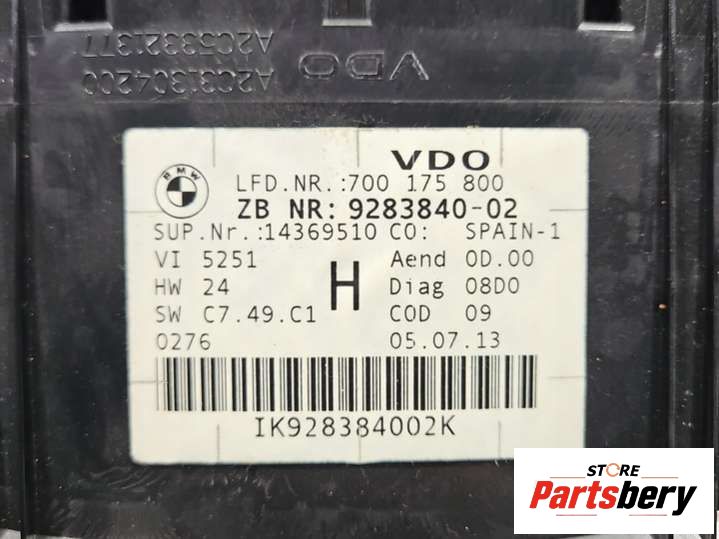 A2C53321377
A2C31304200
VDO
BMW
VDO
LFD.NR.:700 175 800
ZB NR: 9283840-02
SUP.Nr.:14369510 CO: SPAIN-1
VI 5251 Aend 0D.00
HW 24 H Diag 08D0
SW C7.49.C1 COD 09
0276 05.07.13
IK928384002K
STORE
Partsbery